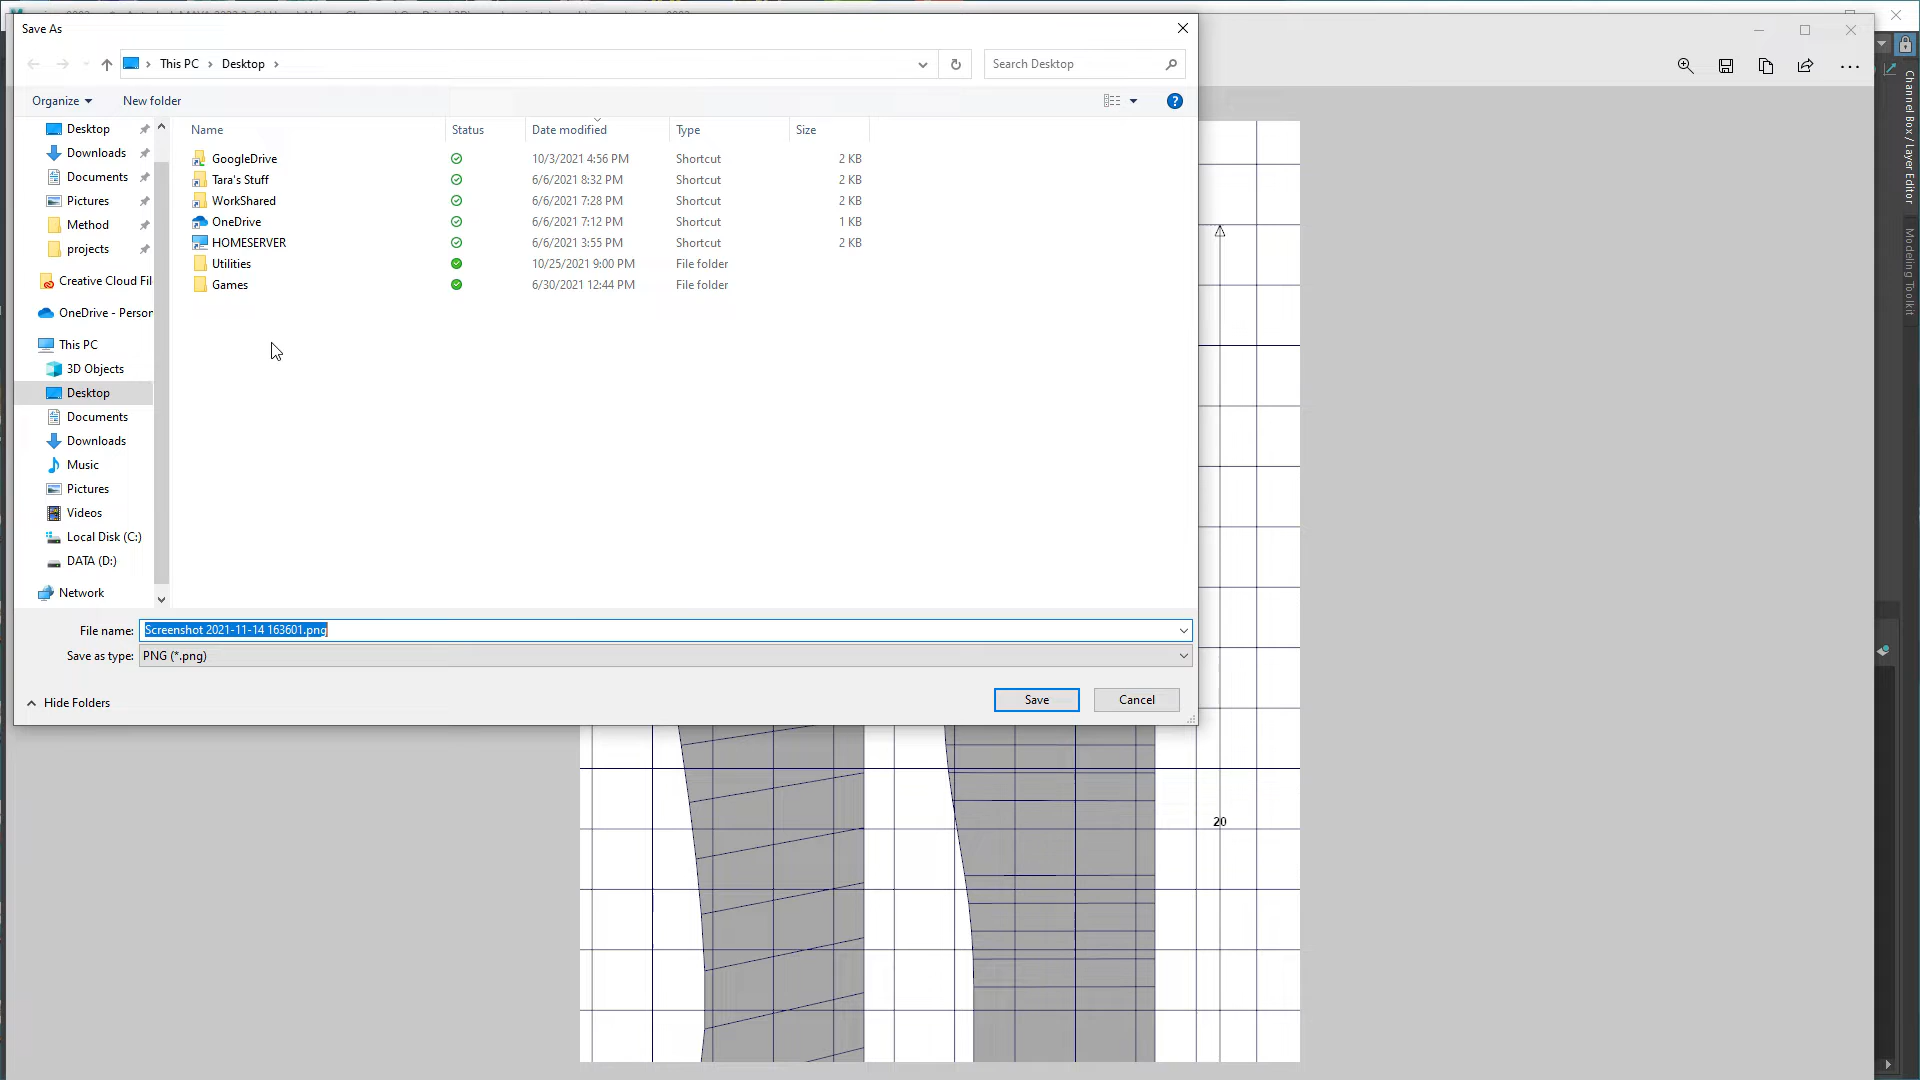 Save As
This PC
Desktop
Search Desktop
Organize
New folder
Desktop
Downloads
Documents
Pictures
Method
projects
Creative Cloud Fil
OneDrive - Person
This PC
3D Objects
Desktop
Documents
Downloads
Music
Pictures
Videos
Local Disk (C:)
DATA (D:)
Network
Name Status Date modified Type Size
GoogleDrive 10/3/2021 4:56 PM Shortcut 2 KB
Tara's Stuff 6/6/2021 8:32 PM Shortcut 2 KB
WorkShared 6/6/2021 7:28 PM Shortcut 2 KB
OneDrive 6/6/2021 7:12 PM Shortcut 1 KB
HOMESERVER 6/6/2021 3:55 PM Shortcut 2 KB
Utilities 10/25/2021 9:00 PM File folder
Games 6/30/2021 12:44 PM File folder
File name: Screenshot 2021-11-14 163601.png
Save as type: PNG (*.png)
Hide Folders
Save
Cancel
20
Channel Box / Layer Editor
Modeling Toolkit